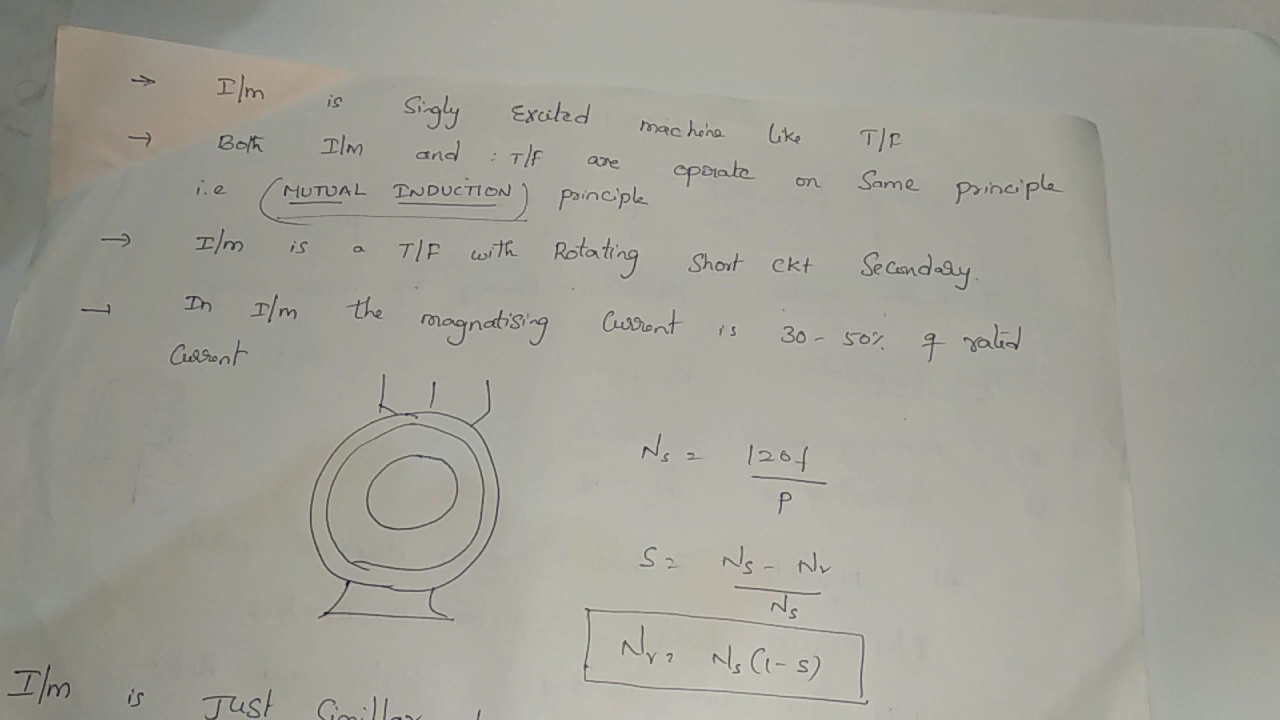 → I/m is Singly Excited machine like T/F
→ Both I/m and : T/F are operate on Same principle
i.e (MUTUAL INDUCTION) principle
→ I/m is a T/F with Rotating Short ckt Secondary.
→ In I/m the magnatising Current is 30 - 50% of rated
Current
Ns = 120f / P
S = Ns - Nr / Ns
Nr = Ns (1 - s)
I/m is Just